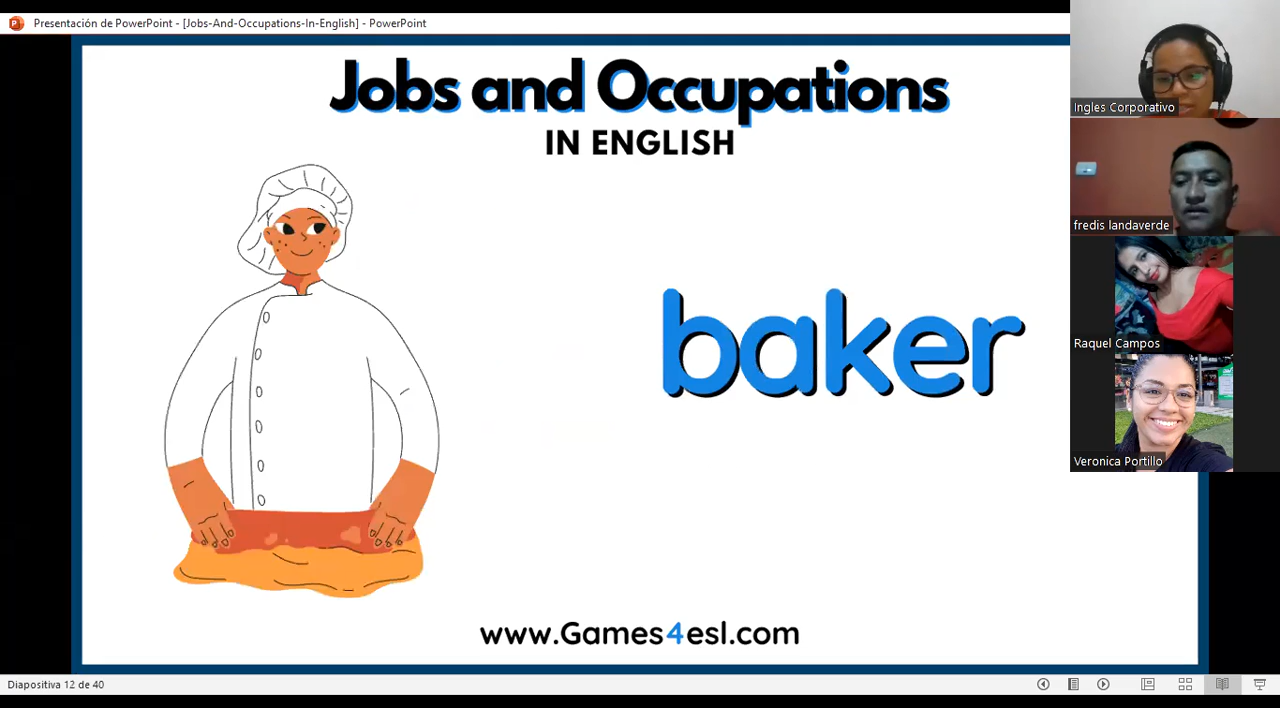 Presentación de PowerPoint - [Jobs-And-Occupations-In-English] - PowerPoint
Jobs and Occupations
IN ENGLISH
baker
www.Games4esl.com
Ingles Corporativo
fredis landaverde
Raquel Campos
Veronica Portillo
Diapositiva 12 de 40